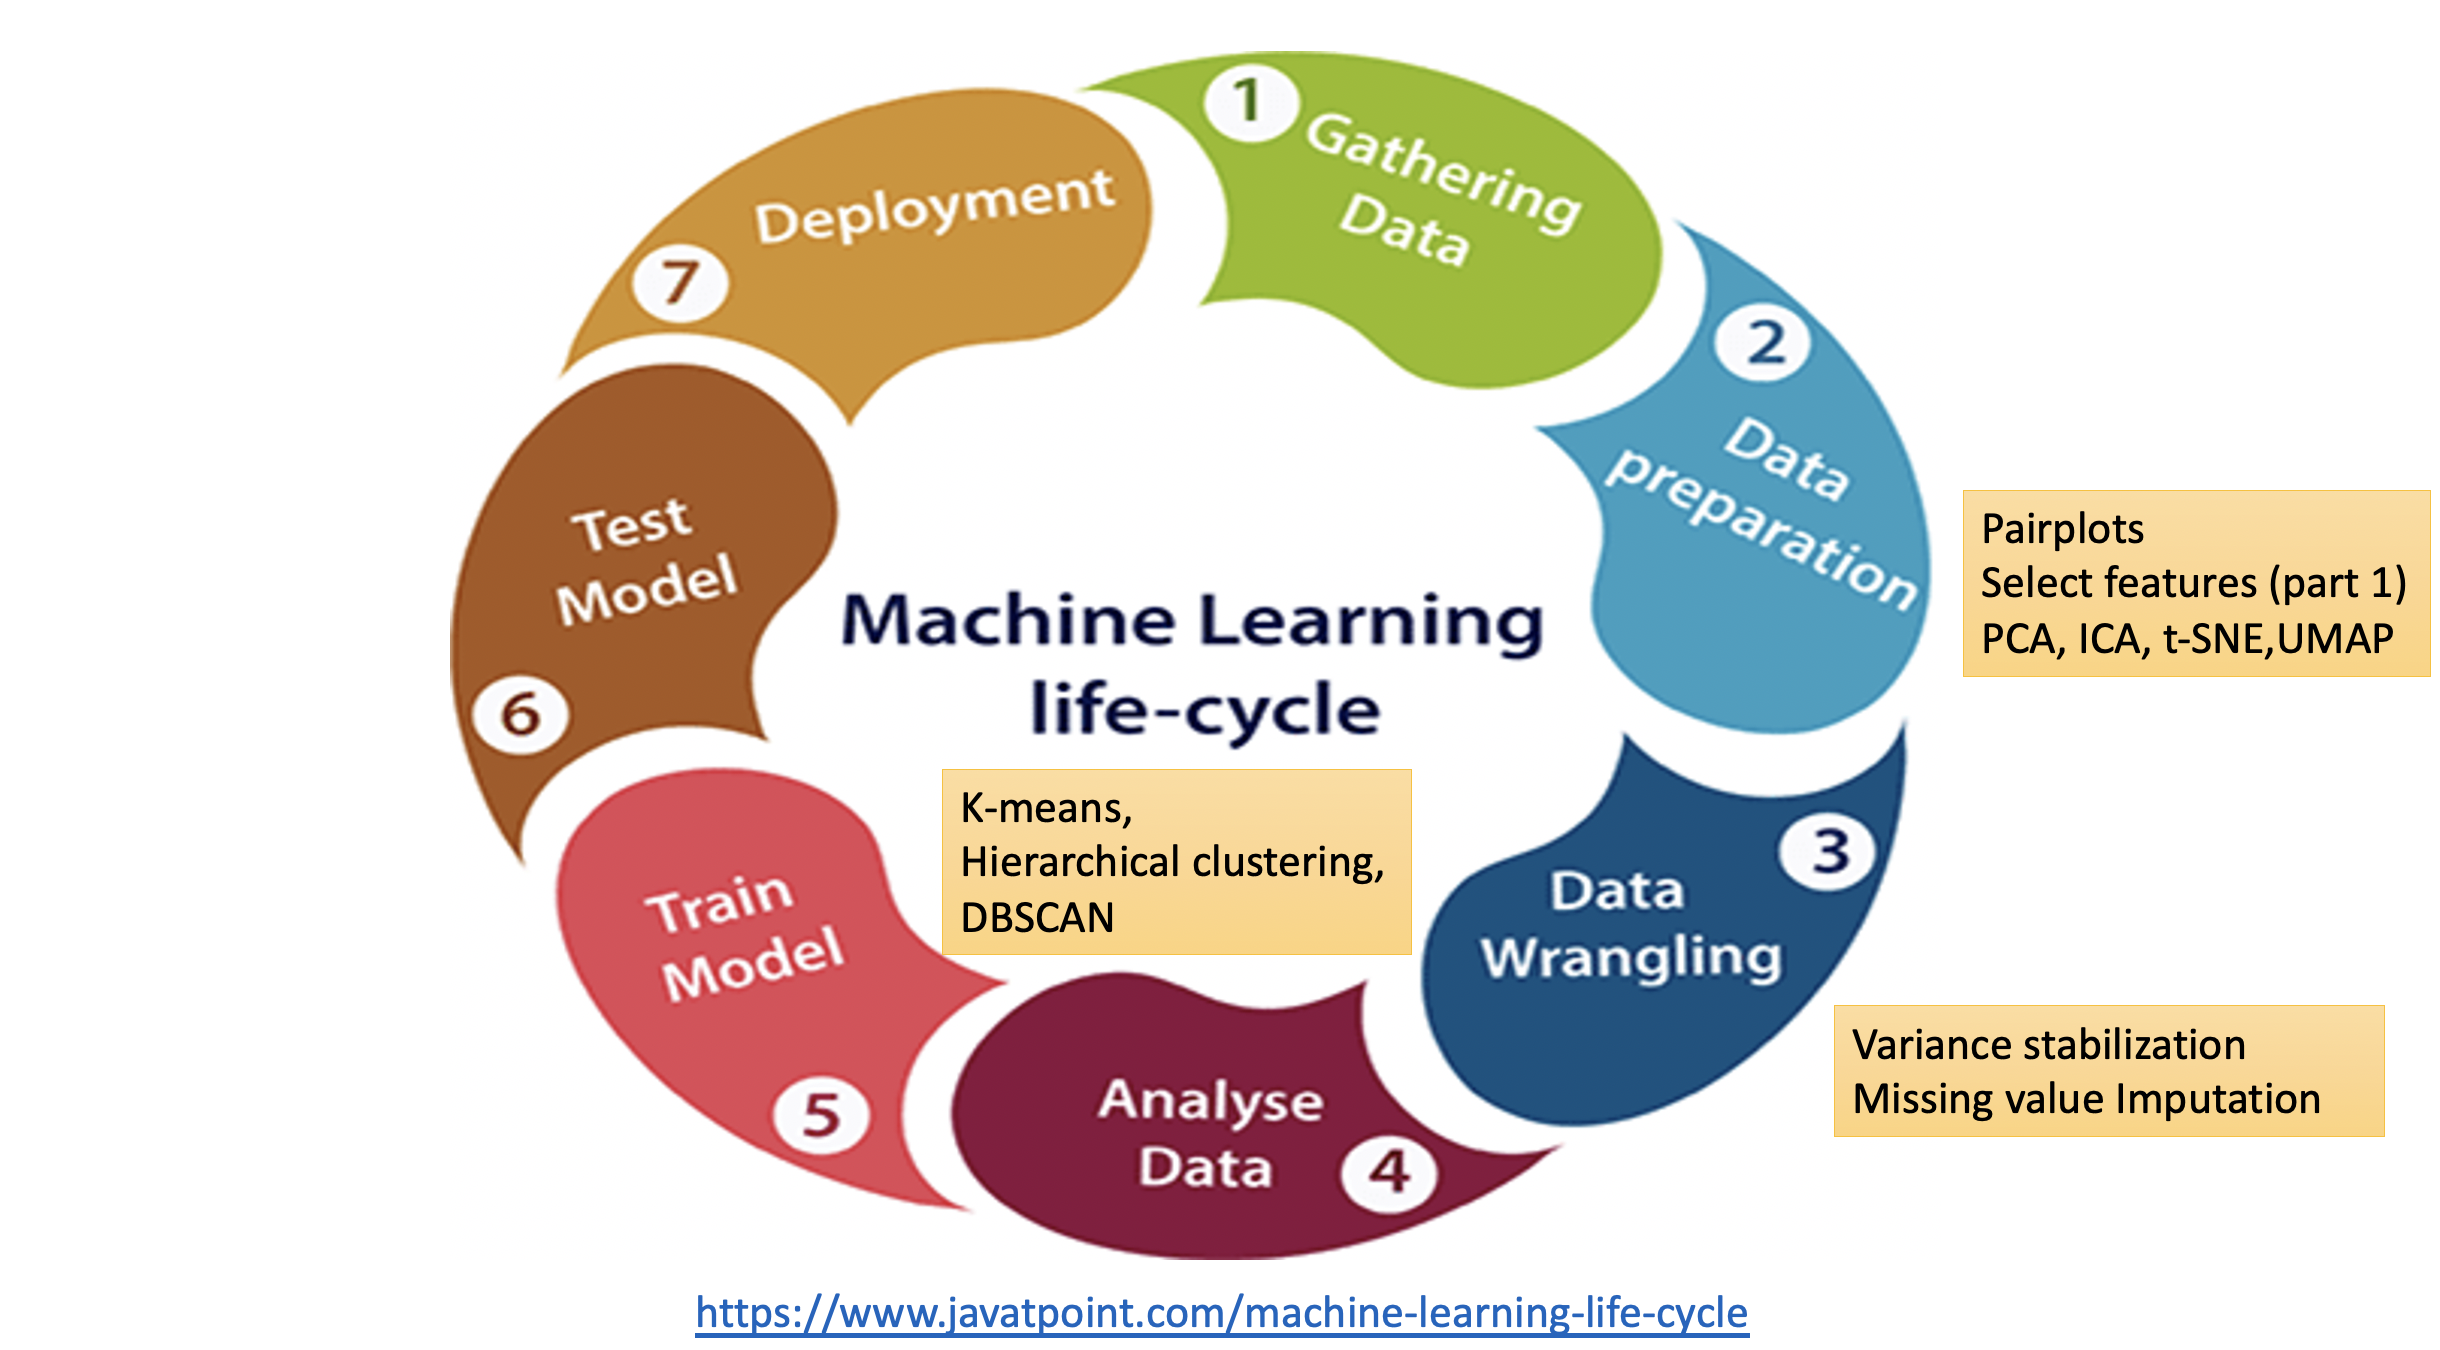 1
Gathering
Data
2
Data
preparation
Pairplots
Select features (part 1)
PCA, ICA, t-SNE,UMAP
3
Data
Wrangling
Variance stabilization
Missing value Imputation
Analyse
Data
4
K-means,
Hierarchical clustering,
DBSCAN
Train
Model
5
Test
Model
6
Deployment
7
Machine Learning
life-cycle
https://www.javatpoint.com/machine-learning-life-cycle